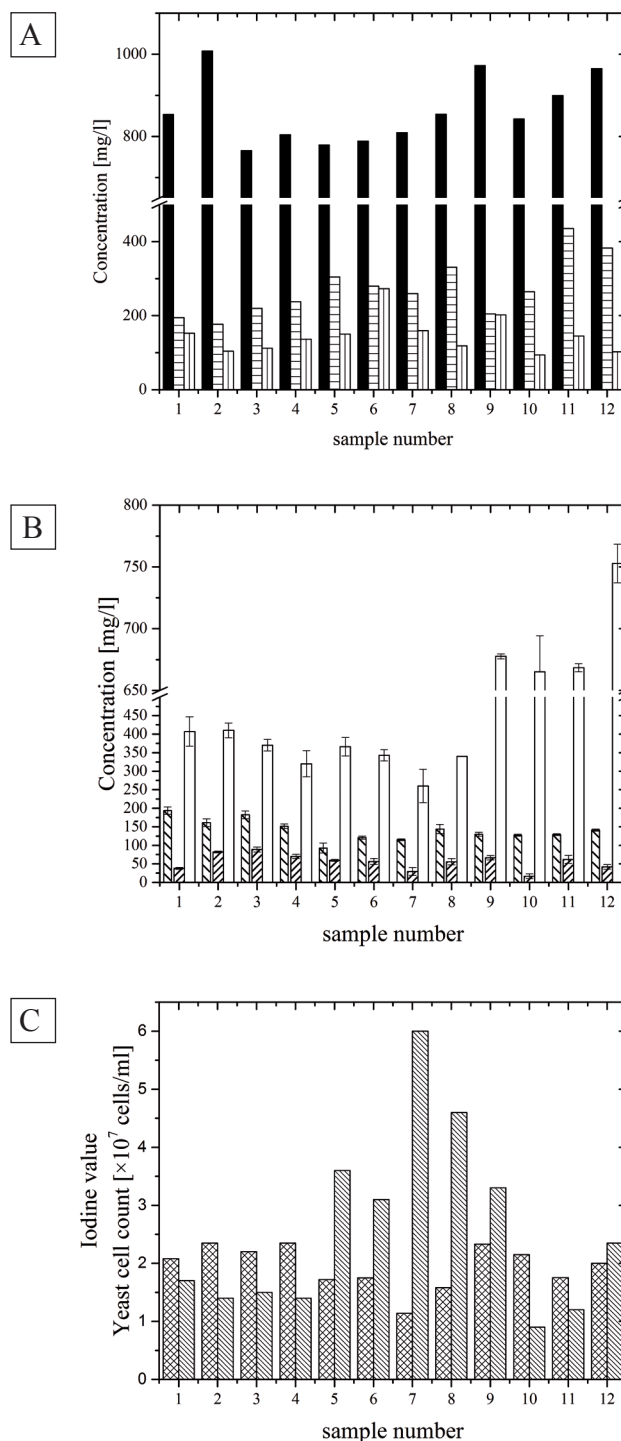 A
Concentration [mg/l]
1000
800
400
200
0
1 2 3 4 5 6 7 8 9 10 11 12
sample number
B
Concentration [mg/l]
800
750
700
650
450
400
350
300
250
200
150
100
50
0
1 2 3 4 5 6 7 8 9 10 11 12
sample number
C
Iodine value
Yeast cell count [×10⁷ cells/ml]
6
5
4
3
2
1
0
1 2 3 4 5 6 7 8 9 10 11 12
sample number